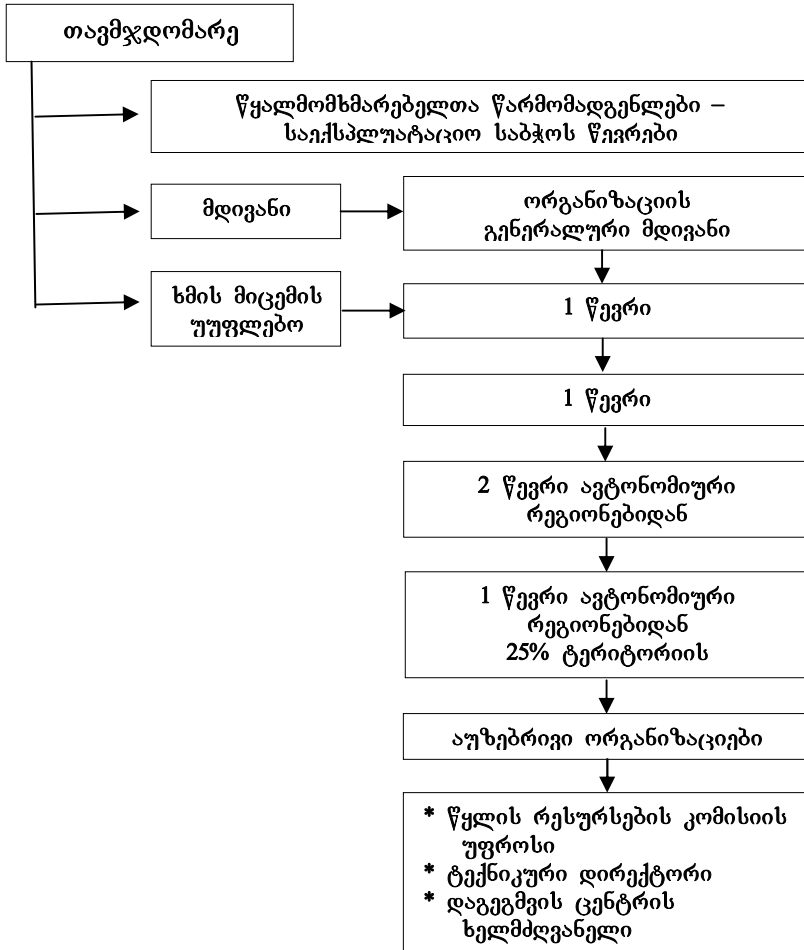 თავმჯდომარე
წყალმომხმარებელთა წარმომადგენლები –
საექსპლუატაციო საბჭოს წევრები
მდივანი
ორგანიზაციის
გენერალური მდივანი
ხმის მიცემის
უუფლებო
1 წევრი
1 წევრი
2 წევრი ავტონომიური
რეგიონებიდან
1 წევრი ავტონომიური
რეგიონებიდან
25% ტერიტორიის
აუზებრივი ორგანიზაციები
* წყლის რესურსების კომისიის
უფროსი
* ტექნიკური დირექტორი
* დაგეგმვის ცენტრის
ხელმძღვანელი